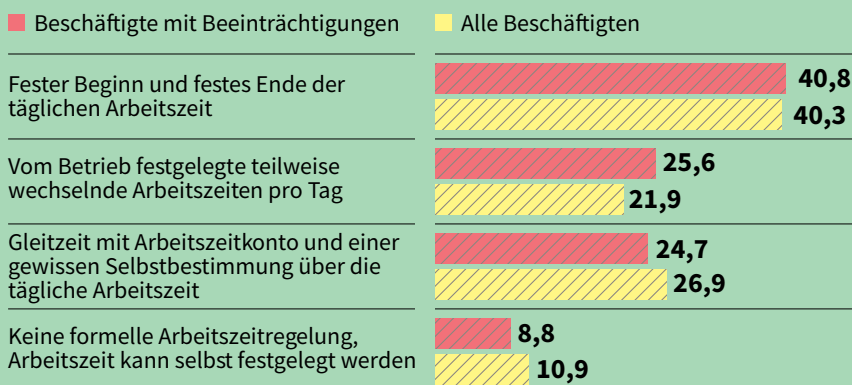 Beschäftigte mit Beeinträchtigungen
Alle Beschäftigten
Fester Beginn und festes Ende der
täglichen Arbeitszeit
40,8
40,3
Vom Betrieb festgelegte teilweise
wechselnde Arbeitszeiten pro Tag
25,6
21,9
Gleitzeit mit Arbeitszeitkonto und einer
gewissen Selbstbestimmung über die
tägliche Arbeitszeit
24,7
26,9
Keine formelle Arbeitszeitregelung,
Arbeitszeit kann selbst festgelegt werden
8,8
10,9